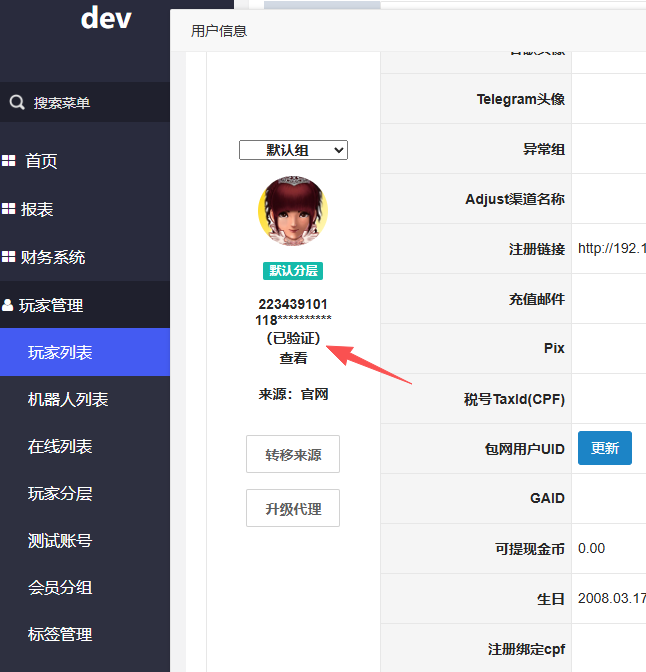 dev
用户信息
搜索菜单
首页
报表
财务系统
玩家管理
玩家列表
机器人列表
在线列表
玩家分层
测试账号
会员分组
标签管理
默认组
默认分层
223439101
118**********
(已验证)
查看
来源：官网
转移来源
升级代理
Telegram头像
异常组
Adjust渠道名称
注册链接 http://192.1
充值邮件
Pix
税号TaxId(CPF)
包网用户UID 更新
GAID
可提现金币 0.00
生日 2008.03.17
注册绑定cpf